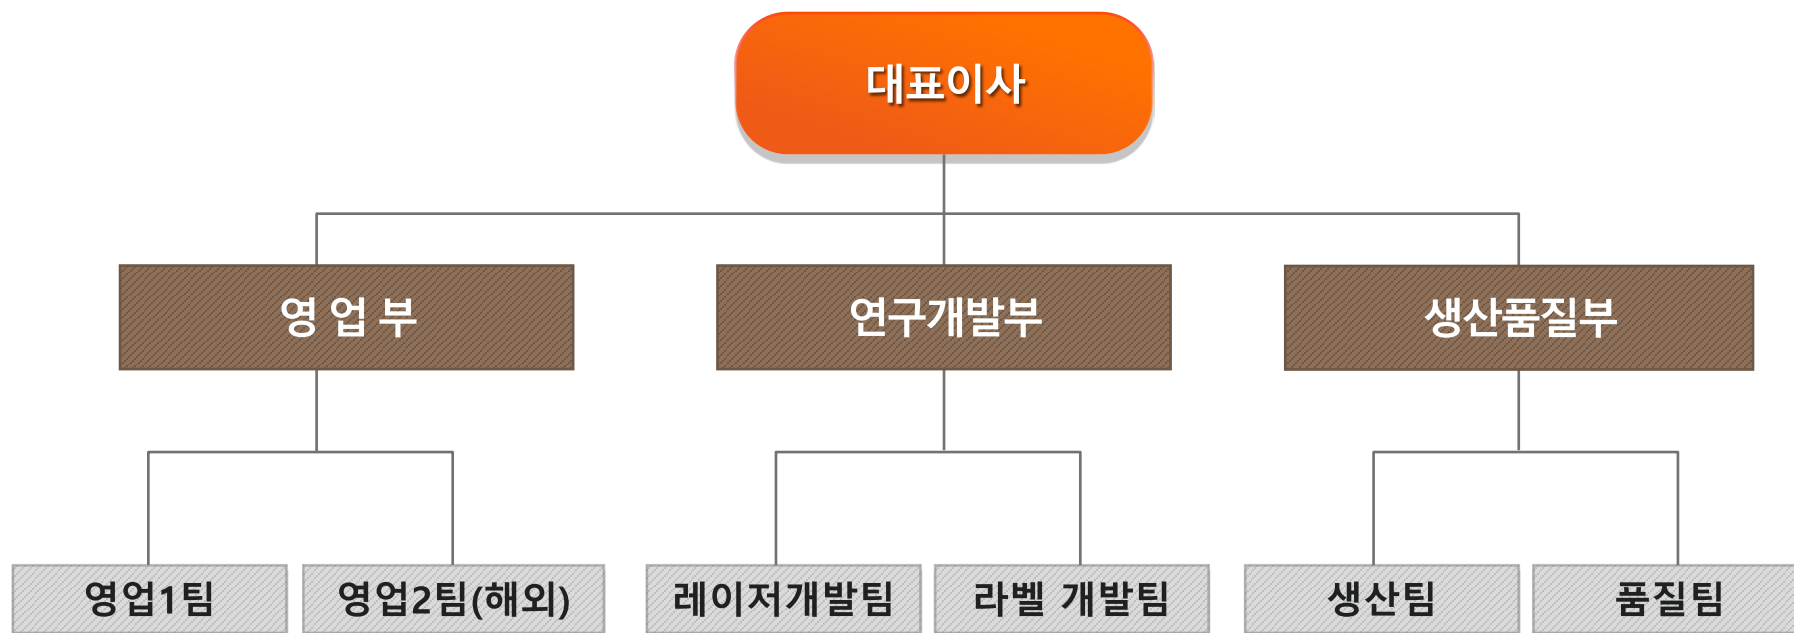 대표이사
영 업 부
연구개발부
생산품질부
영업1팀
영업2팀(해외)
레이저개발팀
라벨 개발팀
생산팀
품질팀